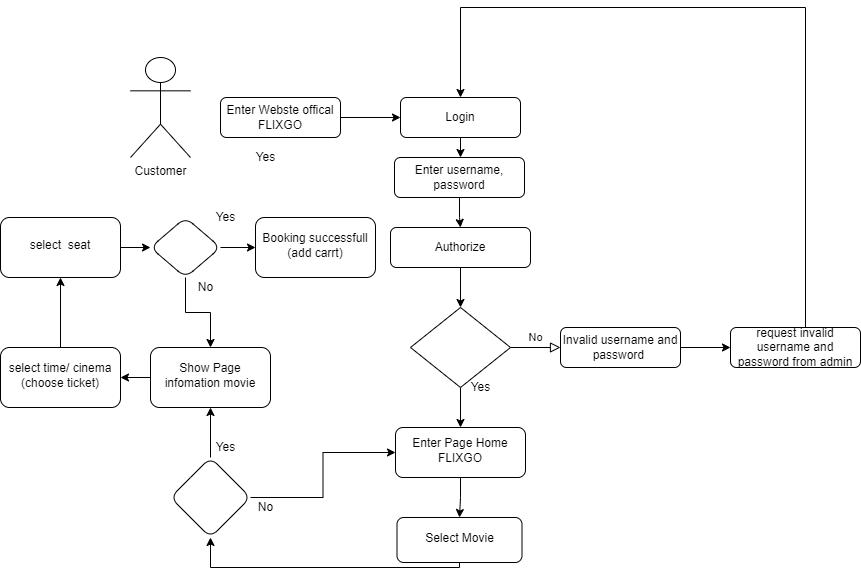 Enter Webste offical
FLIXGO
Login
Yes
Customer
Enter username,
password
select  seat
Yes
Booking successfull
(add carrt)
Authorize
No
select time/ cinema
(choose ticket)
Show Page
infomation movie
No
Invalid username and
password
request invalid
username and
password from admin
Yes
Yes
Enter Page Home
FLIXGO
No
Select Movie